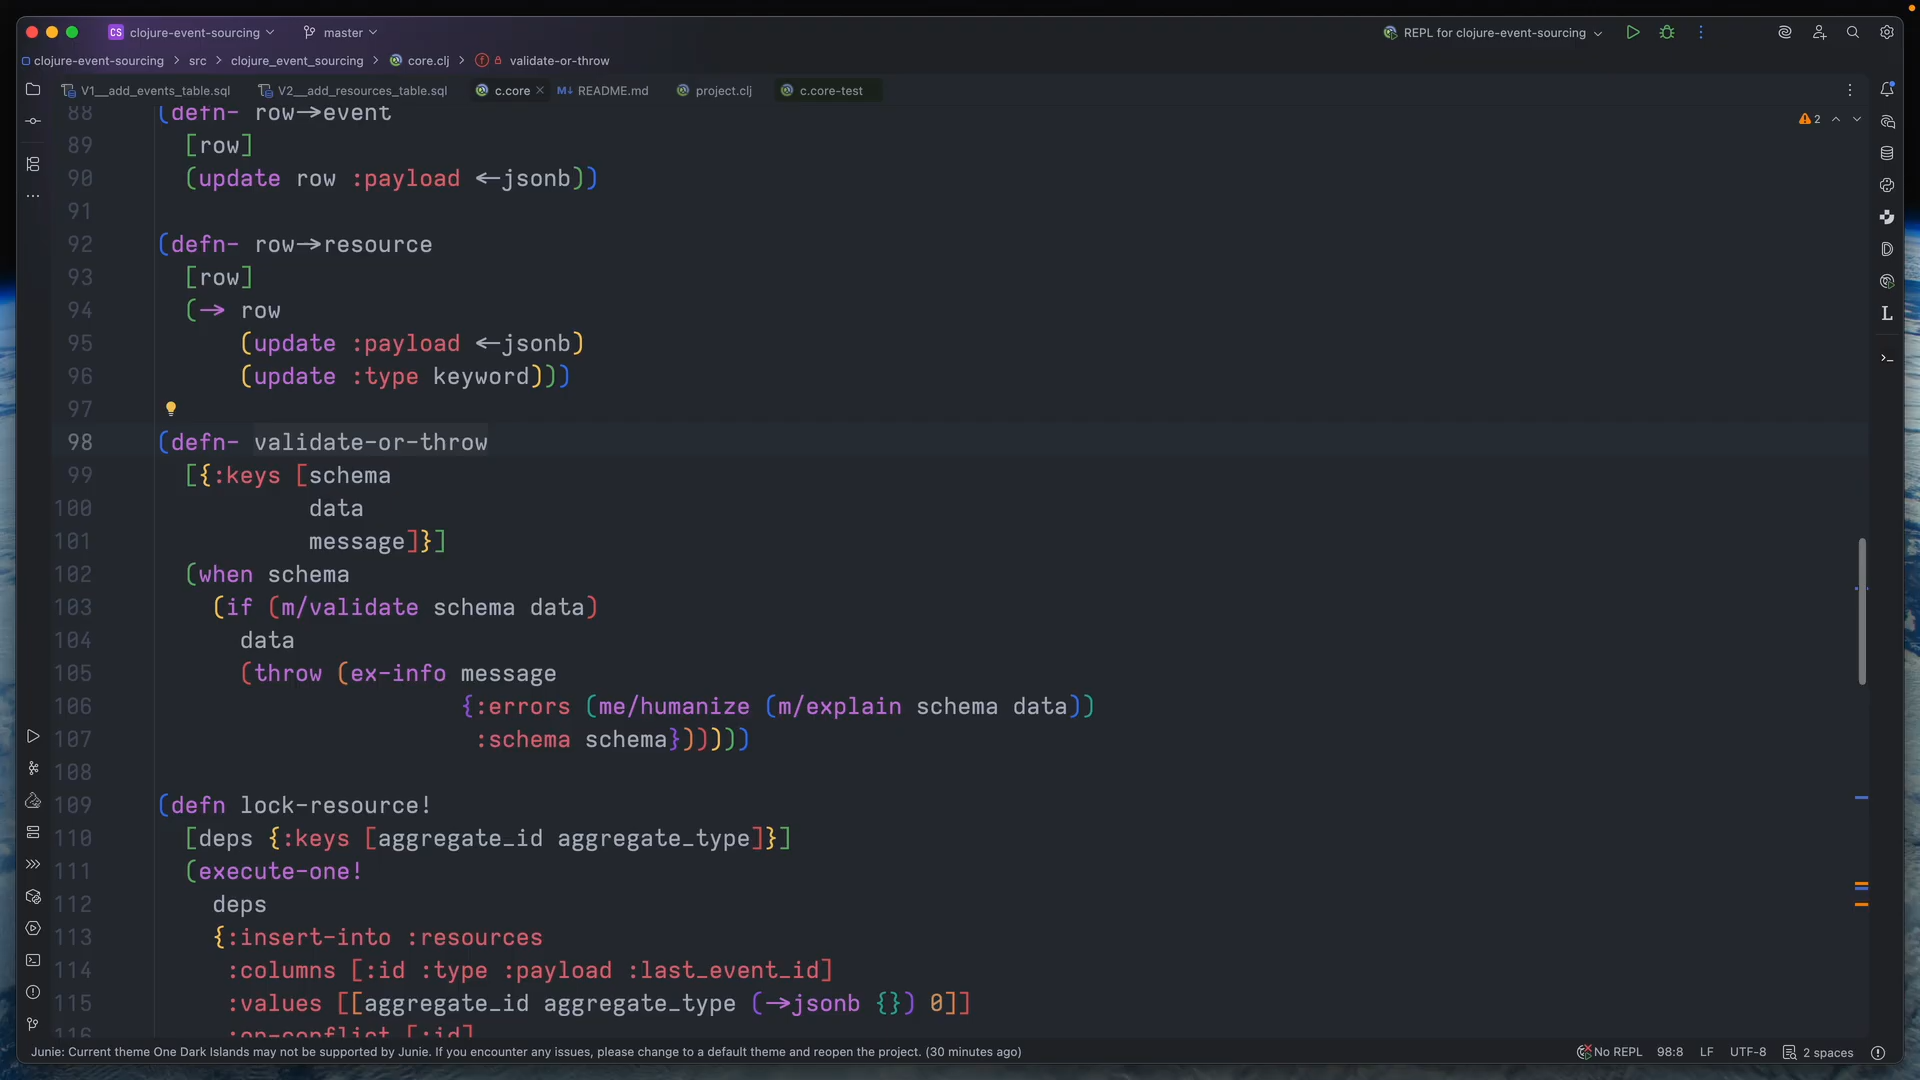 CS clojure-event-sourcing master REPL for clojure-event-sourcing
clojure-event-sourcing src clojure_event_sourcing core.clj validate-or-throw
V1__add_events_table.sql V2__add_resources_table.sql c.core M↓ README.md project.clj c.core-test
88 (defn- row->event
2
89 [row]
90 (update row :payload <-jsonb))
91
92 (defn- row->resource
93 [row]
94 (-> row
95 (update :payload <-jsonb)
96 (update :type keyword)))
97
98 (defn- validate-or-throw
99 [{:keys [schema
100 data
101 message]}]
102 (when schema
103 (if (m/validate schema data)
104 data
105 (throw (ex-info message
106 {:errors (me/humanize (m/explain schema data))
107 :schema schema})))))
108
109 (defn lock-resource!
110 [deps {:keys [aggregate_id aggregate_type]}]
111 (execute-one!
112 deps
113 {:insert-into :resources
114 :columns [:id :type :payload :last_event_id]
115 :values [[aggregate_id aggregate_type (->jsonb {}) 0]]
116 :on-conflict [:id]
Junie: Current theme One Dark Islands may not be supported by Junie. If you encounter any issues, please change to a default theme and reopen the project. (30 minutes ago) No REPL 98:8 LF UTF-8 2 spaces